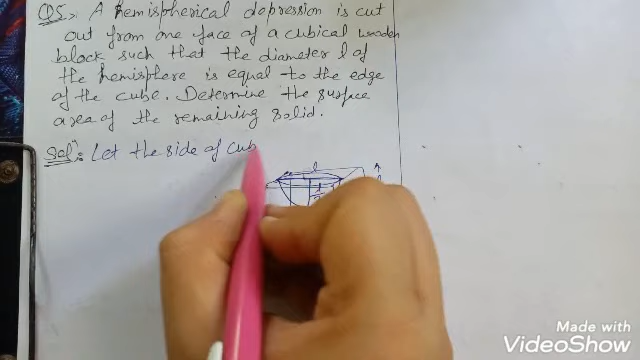 Q5>. A hemispherical depression is cut
out from one face of a cubical wooden
block such that the diameter l of
the hemisphere is equal to the edge
of the cube. Determine the surface
area of the remaining solid.
Solⁿ:- Let the side of cub
l
Made with
VideoShow